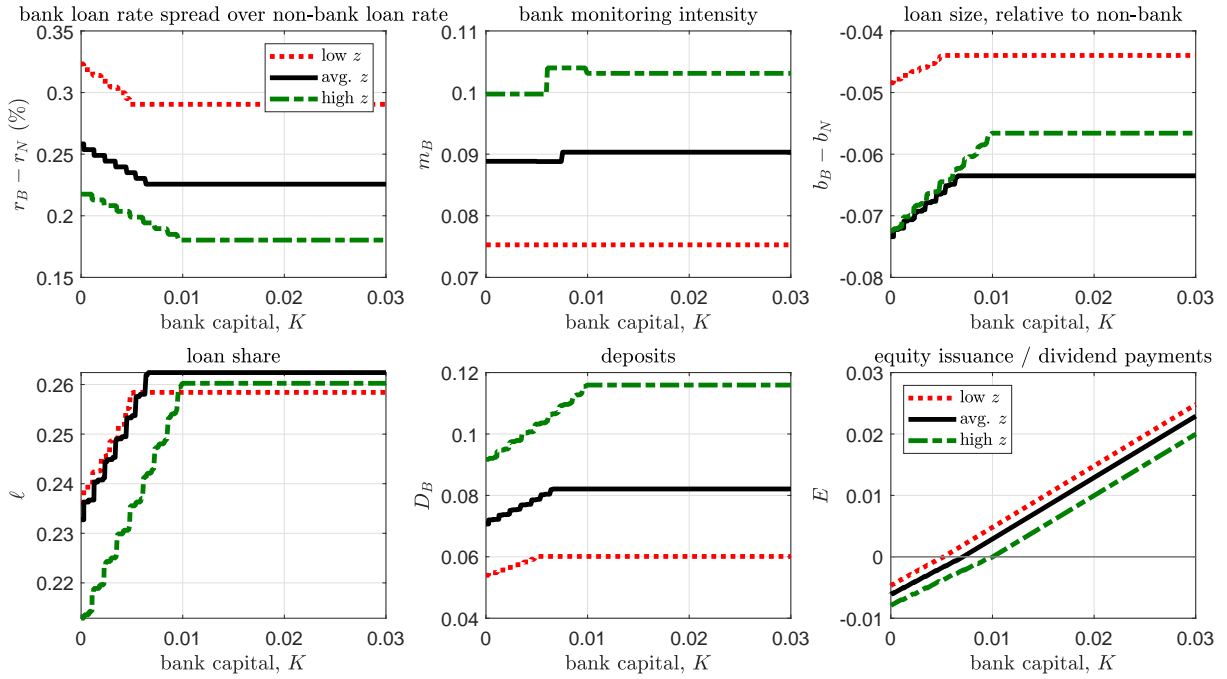 bank loan rate spread over non-bank loan rate
0.35
0.3
0.25
0.2
0.15
r_B − r_N (%)
low z
avg. z
high z
0
0.01
0.02
0.03
bank capital, K
bank monitoring intensity
0.11
0.1
0.09
0.08
0.07
m_B
0
0.01
0.02
0.03
bank capital, K
loan size, relative to non-bank
-0.04
-0.05
-0.06
-0.07
-0.08
b_B − b_N
0
0.01
0.02
0.03
bank capital, K
loan share
0.26
0.25
0.24
0.23
0.22
ℓ
0
0.01
0.02
0.03
bank capital, K
deposits
0.12
0.1
0.08
0.06
0.04
D_B
0
0.01
0.02
0.03
bank capital, K
equity issuance / dividend payments
0.03
0.02
0.01
0
-0.01
E
low z
avg. z
high z
0
0.01
0.02
0.03
bank capital, K